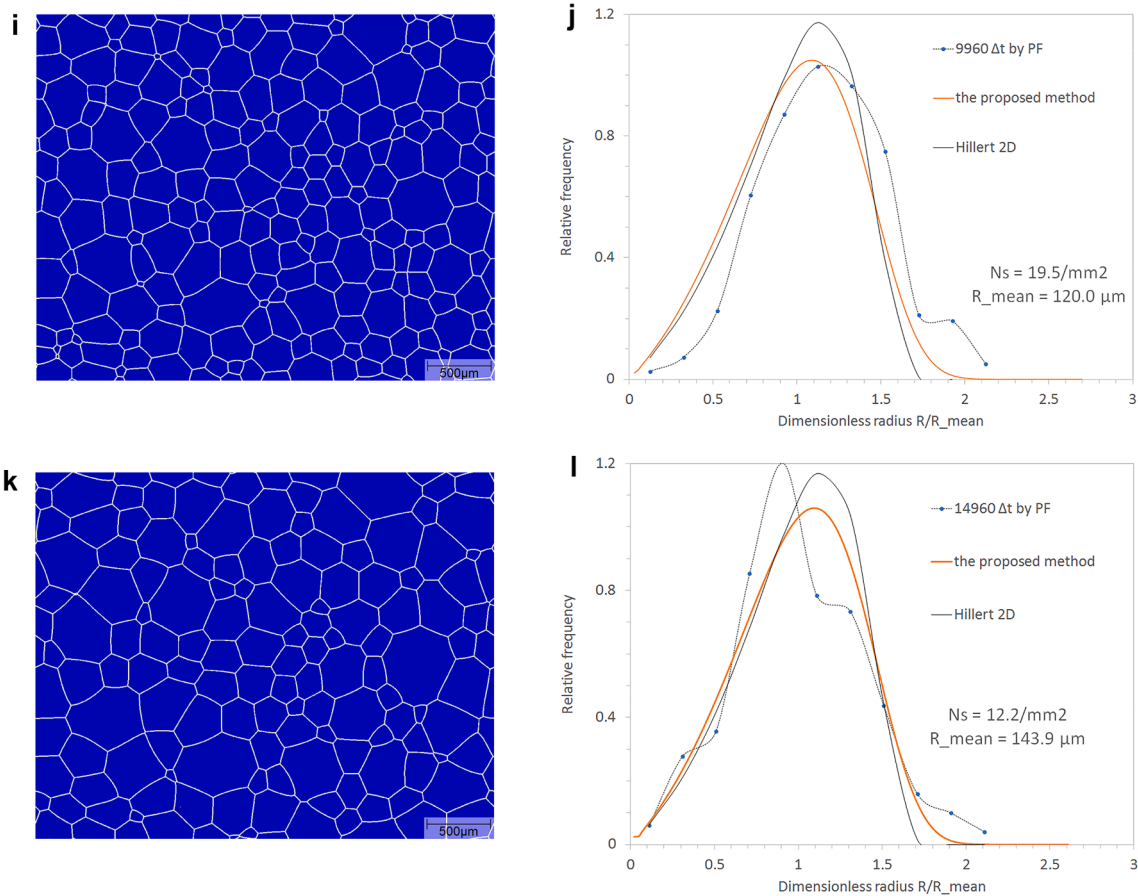 i
500µm
j
1.2
0.8
0.4
0
0
0.5
1
1.5
2
2.5
3
Relative frequency
Dimensionless radius R/R_mean
9960 Δt by PF
the proposed method
Hillert 2D
Ns = 19.5/mm2
R_mean = 120.0 µm
k
500µm
l
1.2
0.8
0.4
0
0
0.5
1
1.5
2
2.5
3
Relative frequency
Dimensionless radius R/R_mean
14960 Δt by PF
the proposed method
Hillert 2D
Ns = 12.2/mm2
R_mean = 143.9 µm